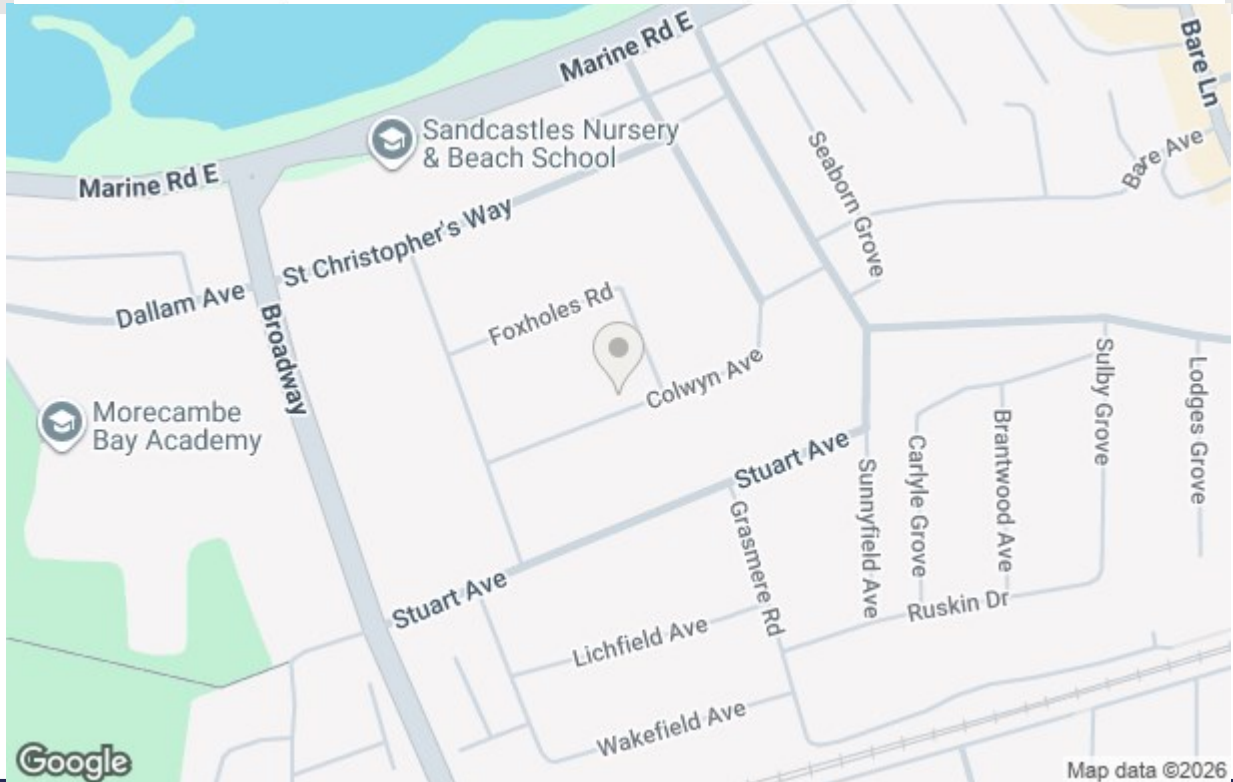 Marine Rd E
Bare Ln
Sandcastles Nursery
& Beach School
Marine Rd E
Seaborn Grove
Bare Ave
St Christopher's Way
Dallam Ave
Broadway
Foxholes Rd
Colwyn Ave
Morecambe
Bay Academy
Stuart Ave
Sulby Grove
Lodges Grove
Brantwood Ave
Carlyle Grove
Sunnyfield Ave
Grasmere Rd
Stuart Ave
Ruskin Dr
Lichfield Ave
Wakefield Ave
Google
Map data ©2026